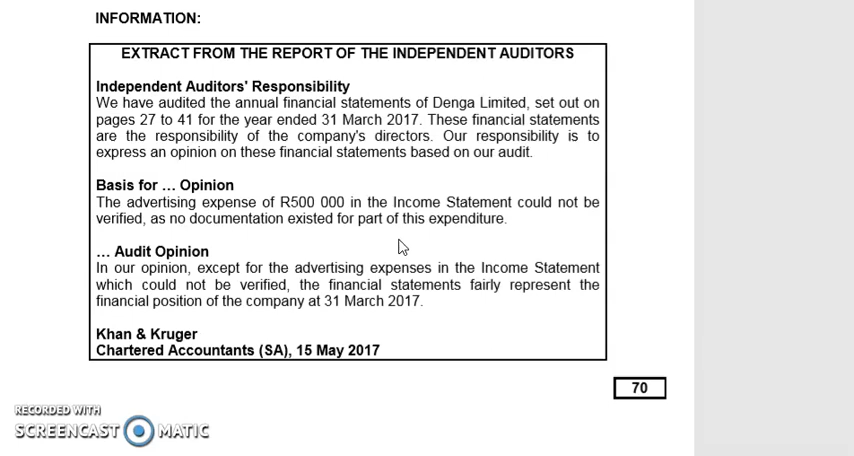 INFORMATION:
EXTRACT FROM THE REPORT OF THE INDEPENDENT AUDITORS
Independent Auditors' Responsibility
We have audited the annual financial statements of Denga Limited, set out on
pages 27 to 41 for the year ended 31 March 2017. These financial statements
are the responsibility of the company's directors. Our responsibility is to
express an opinion on these financial statements based on our audit.
Basis for ... Opinion
The advertising expense of R500 000 in the Income Statement could not be
verified, as no documentation existed for part of this expenditure.
... Audit Opinion
In our opinion, except for the advertising expenses in the Income Statement
which could not be verified, the financial statements fairly represent the
financial position of the company at 31 March 2017.
Khan & Kruger
Chartered Accountants (SA), 15 May 2017
70
RECORDED WITH
SCREENCAST MATIC